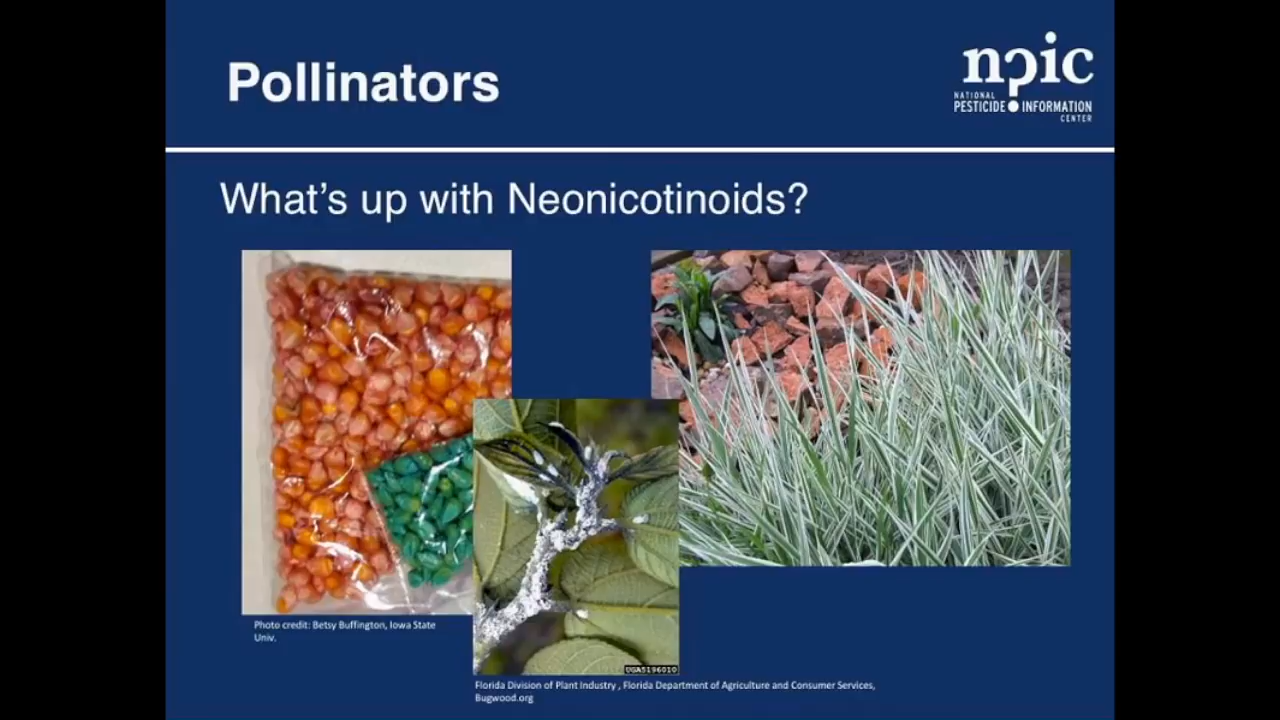 Pollinators
npic
NATIONAL
PESTICIDE INFORMATION
CENTER
What's up with Neonicotinoids?
Photo credit: Betsy Buffington, Iowa State
Univ.
UGA5196010
Florida Division of Plant Industry , Florida Department of Agriculture and Consumer Services,
Bugwood.org